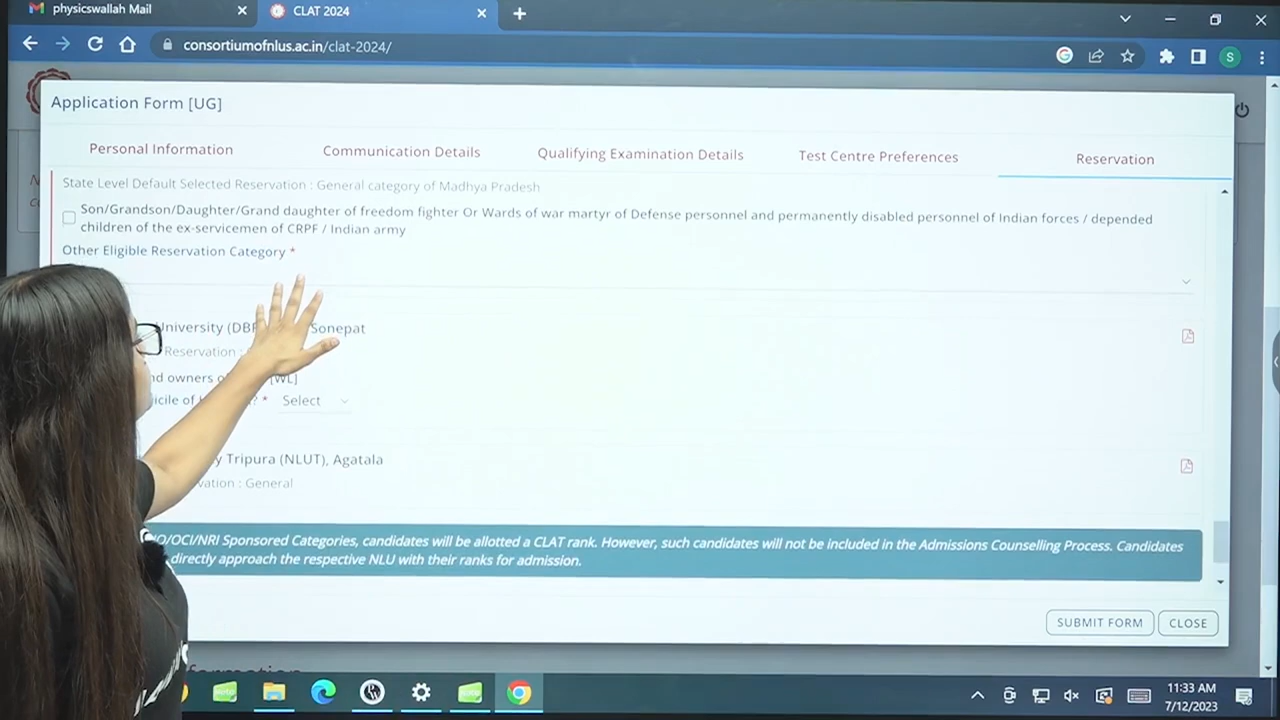 physicswallah Mail
CLAT 2024
consortiumofnlus.ac.in/clat-2024/
S
Application Form [UG]
Personal Information
Communication Details
Qualifying Examination Details
Test Centre Preferences
Reservation
State Level Default Selected Reservation : General category of Madhya Pradesh
Son/Grandson/Daughter/Grand daughter of freedom fighter Or Wards of war martyr of Defense personnel and permanently disabled personnel of Indian forces / depended
children of the ex-servicemen of CRPF / Indian army
Other Eligible Reservation Category *
University Sonepat
Reservation :
owners [WL]
? * Select
Tripura (NLUT), Agatala
: General
/OCI/NRI Sponsored Categories, candidates will be allotted a CLAT rank. However, such candidates will not be included in the Admissions Counselling Process. Candidates
directly approach the respective NLU with their ranks for admission.
SUBMIT FORM
CLOSE
11:33 AM
7/12/2023